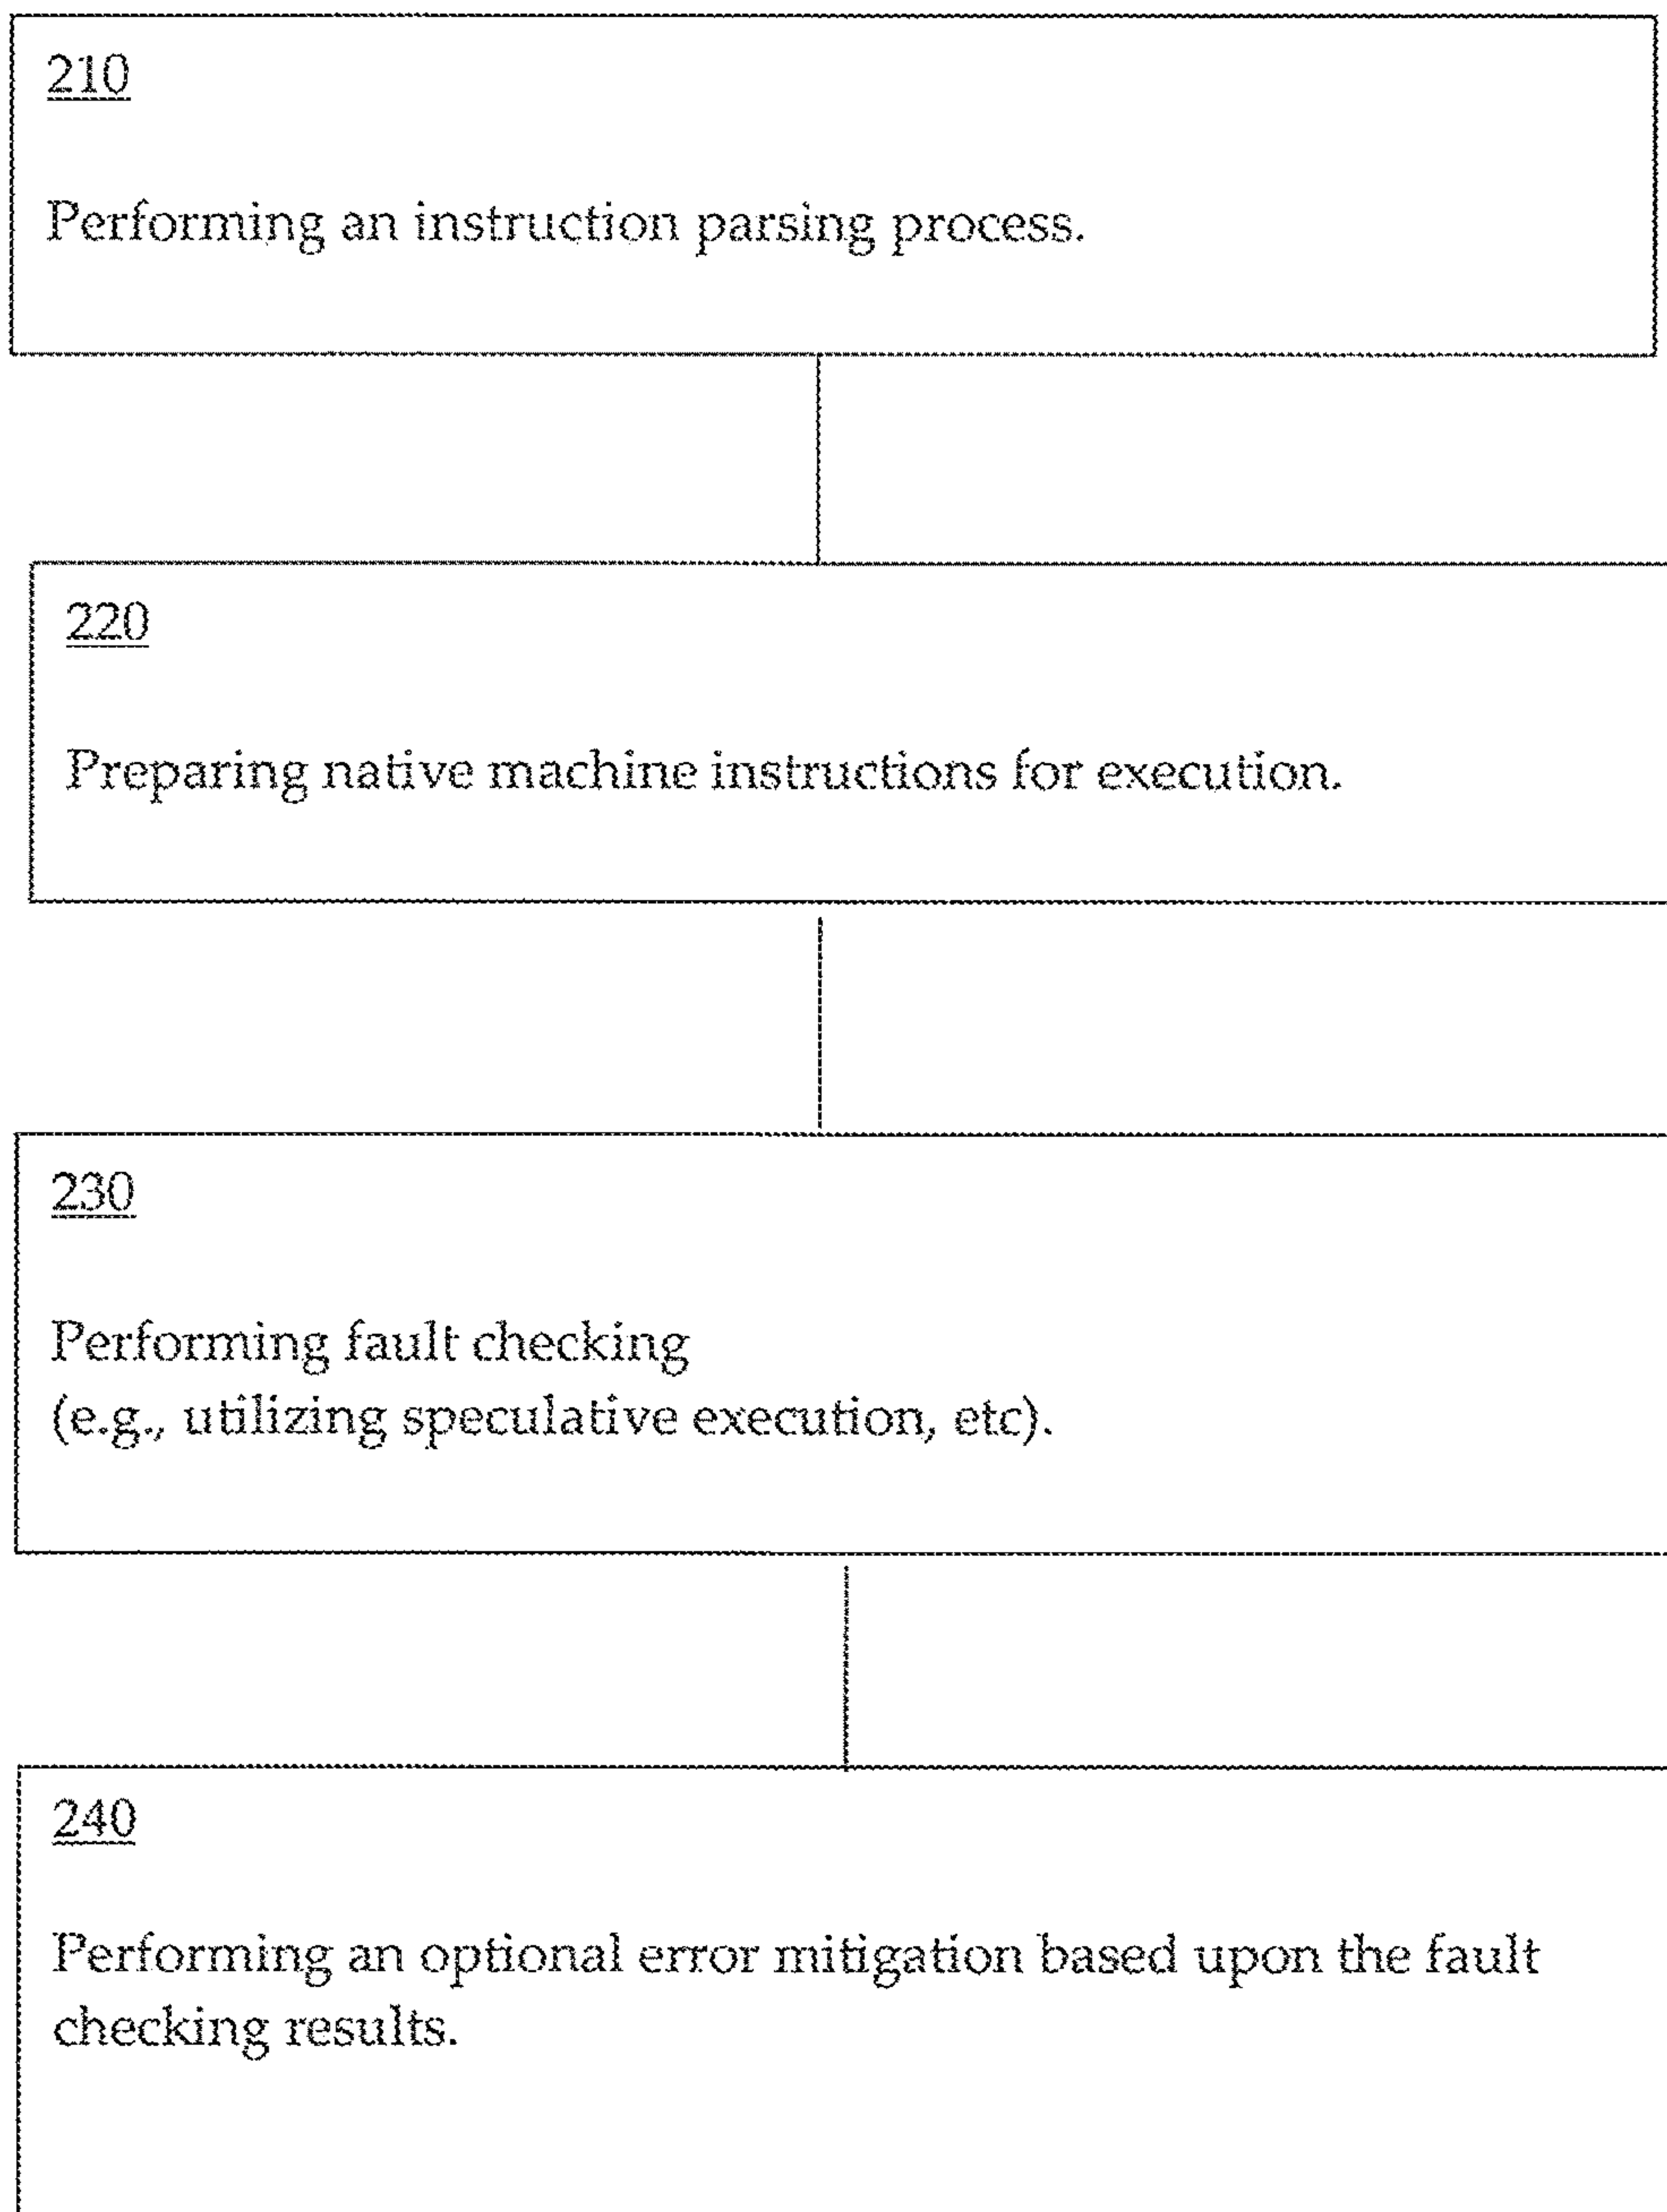 210
Performing an instruction parsing process.
220
Preparing native machine instructions for execution.
230
Performing fault checking
(e.g., utilizing speculative execution, etc).
240
Performing an optional error mitigation based upon the fault
checking results.